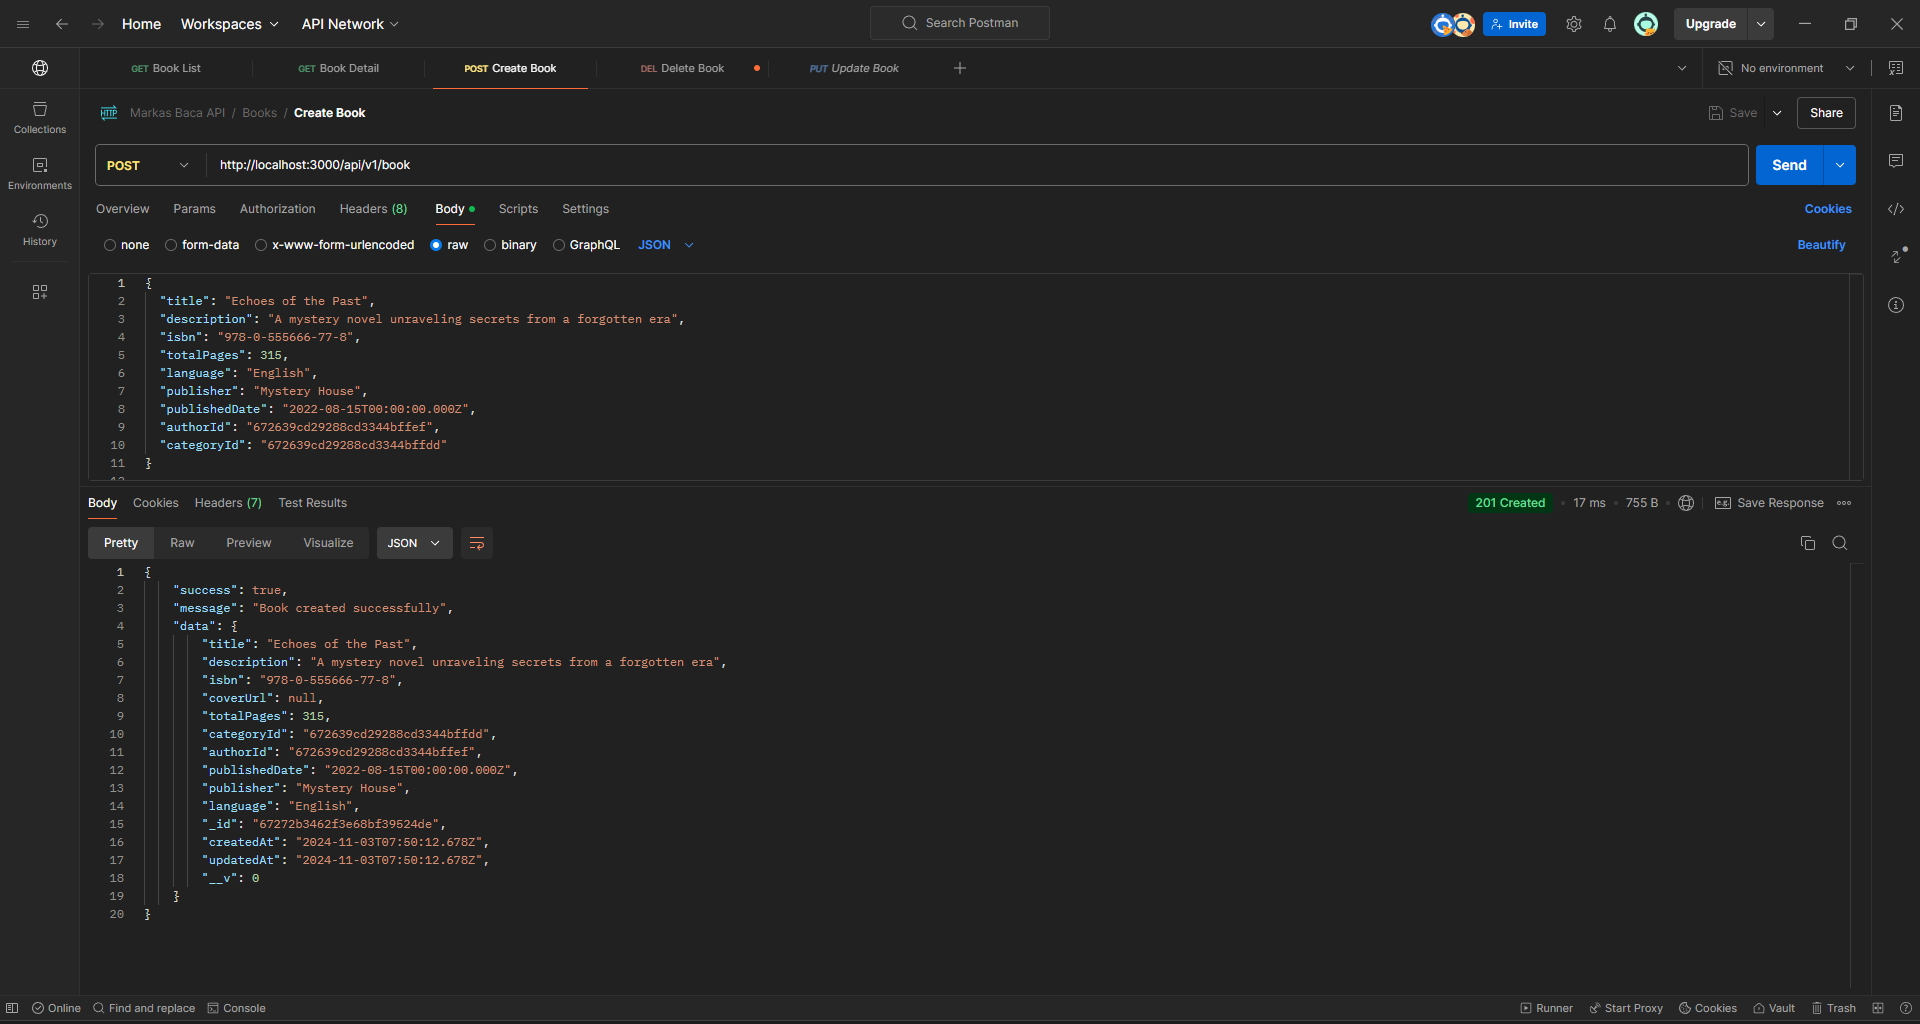 Home Workspaces API Network Search Postman Invite Upgrade
GET Book List GET Book Detail POST Create Book DEL Delete Book PUT Update Book No environment
HTTP Markas Baca API / Books / Create Book Save Share
POST http://localhost:3000/api/v1/book Send
Overview Params Authorization Headers (8) Body Scripts Settings Cookies
none form-data x-www-form-urlencoded raw binary GraphQL JSON Beautify
Collections
Environments
History
1 {
2 "title": "Echoes of the Past",
3 "description": "A mystery novel unraveling secrets from a forgotten era",
4 "isbn": "978-0-555666-77-8",
5 "totalPages": 315,
6 "language": "English",
7 "publisher": "Mystery House",
8 "publishedDate": "2022-08-15T00:00:00.000Z",
9 "authorId": "672639cd29288cd3344bffef",
10 "categoryId": "672639cd29288cd3344bffdd"
11 }
12
Body Cookies Headers (7) Test Results 201 Created 17 ms 755 B e.g. Save Response
Pretty Raw Preview Visualize JSON
1 {
2 "success": true,
3 "message": "Book created successfully",
4 "data": {
5 "title": "Echoes of the Past",
6 "description": "A mystery novel unraveling secrets from a forgotten era",
7 "isbn": "978-0-555666-77-8",
8 "coverUrl": null,
9 "totalPages": 315,
10 "categoryId": "672639cd29288cd3344bffdd",
11 "authorId": "672639cd29288cd3344bffef",
12 "publishedDate": "2022-08-15T00:00:00.000Z",
13 "publisher": "Mystery House",
14 "language": "English",
15 "_id": "67272b3462f3e68bf39524de",
16 "createdAt": "2024-11-03T07:50:12.678Z",
17 "updatedAt": "2024-11-03T07:50:12.678Z",
18 "__v": 0
19 }
20 }
Online Find and replace Console Runner Start Proxy Cookies Vault Trash